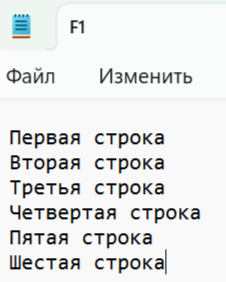 F1
Файл Изменить
Первая строка
Вторая строка
Третья строка
Четвертая строка
Пятая строка
Шестая строка